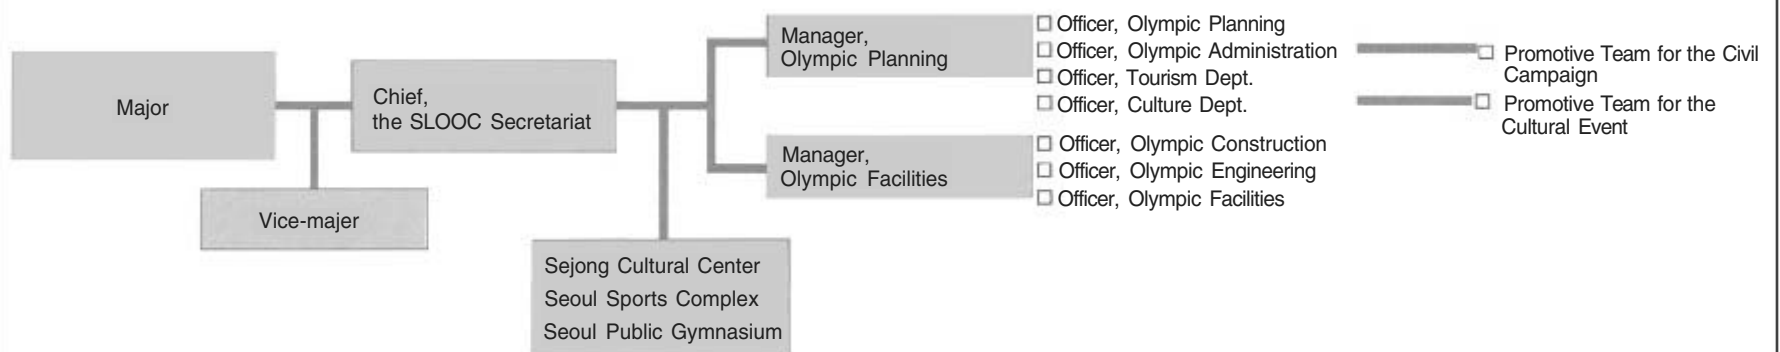 Major
Vice-majer
Chief,
the SLOOC Secretariat
Sejong Cultural Center
Seoul Sports Complex
Seoul Public Gymnasium
Manager,
Olympic Planning
Officer, Olympic Planning
Officer, Olympic Administration
Officer, Tourism Dept.
Officer, Culture Dept.
Promotive Team for the Civil
Campaign
Promotive Team for the
Cultural Event
Manager,
Olympic Facilities
Officer, Olympic Construction
Officer, Olympic Engineering
Officer, Olympic Facilities